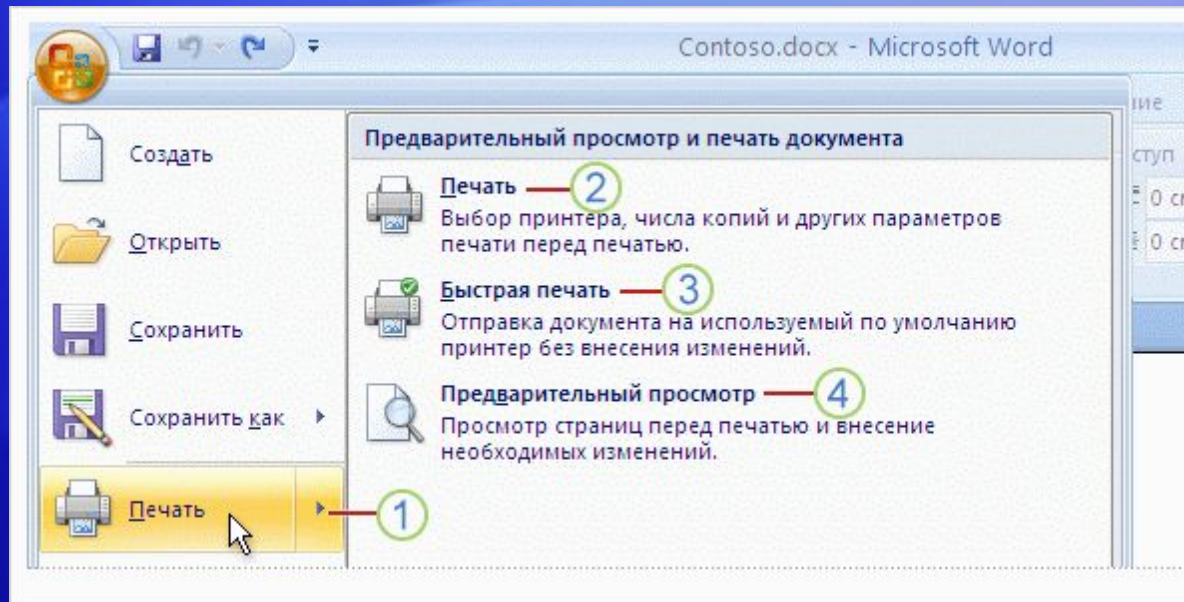 Contoso.docx - Microsoft Word
Создать
Открыть
Сохранить
Сохранить как
Печать
1
Предварительный просмотр и печать документа
Печать 2
Выбор принтера, числа копий и других параметров
печати перед печатью.
Быстрая печать 3
Отправка документа на используемый по умолчанию
принтер без внесения изменений.
Предварительный просмотр 4
Просмотр страниц перед печатью и внесение
необходимых изменений.
0
0